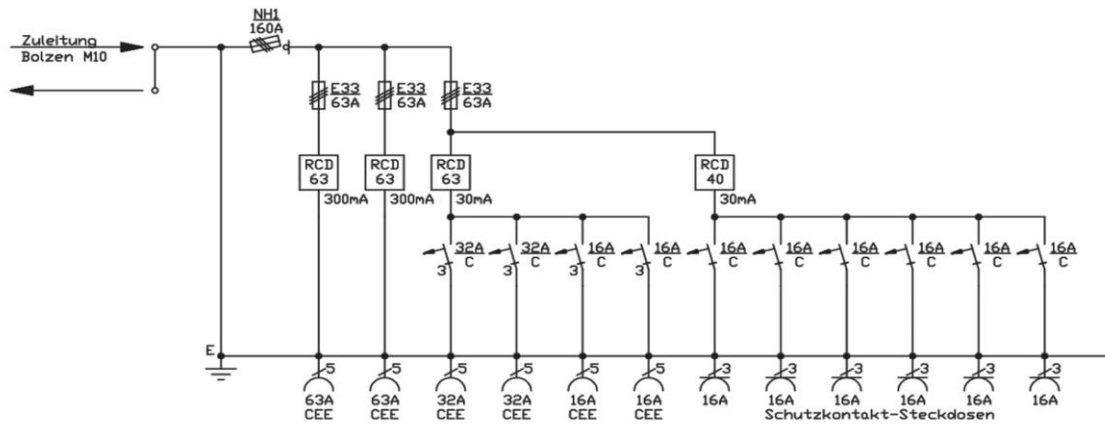 NH1
160A
Zuleitung
Bolzen M10
E33 E33 E33
63A 63A 63A
RCD RCD RCD RCD
63 63 63 40
300mA 300mA 30mA 30mA
32A 32A 16A 16A 16A 16A 16A 16A 16A 16A
C C C C C C C C C C
3 3 3 3
E
5 5 5 5 5 5 3 3 3 3 3 3
63A 63A 32A 32A 16A 16A 16A 16A 16A 16A 16A 16A
CEE CEE CEE CEE CEE CEE Schutzkontakt-Steckdosen